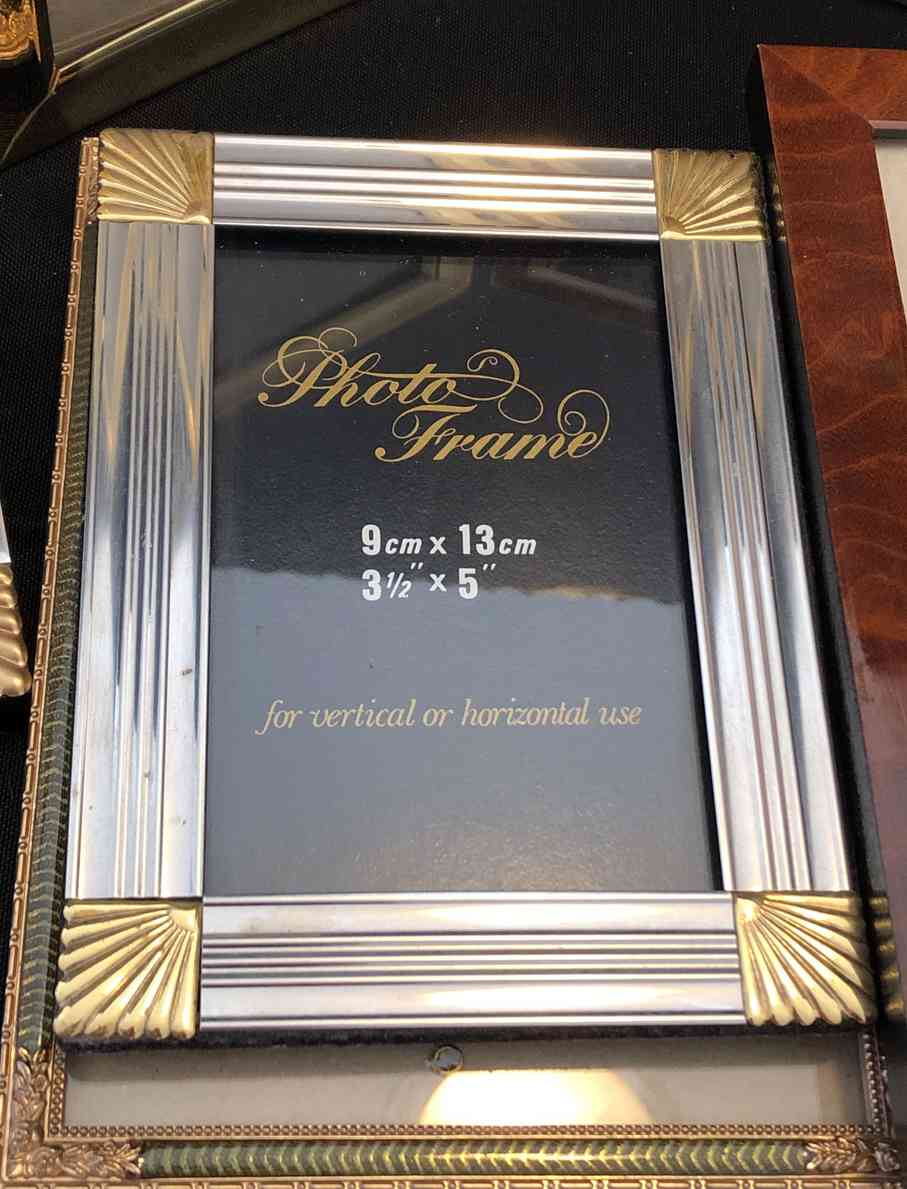 Photo
Frame
9cm x 13cm
3½" x 5"
for vertical or horizontal use